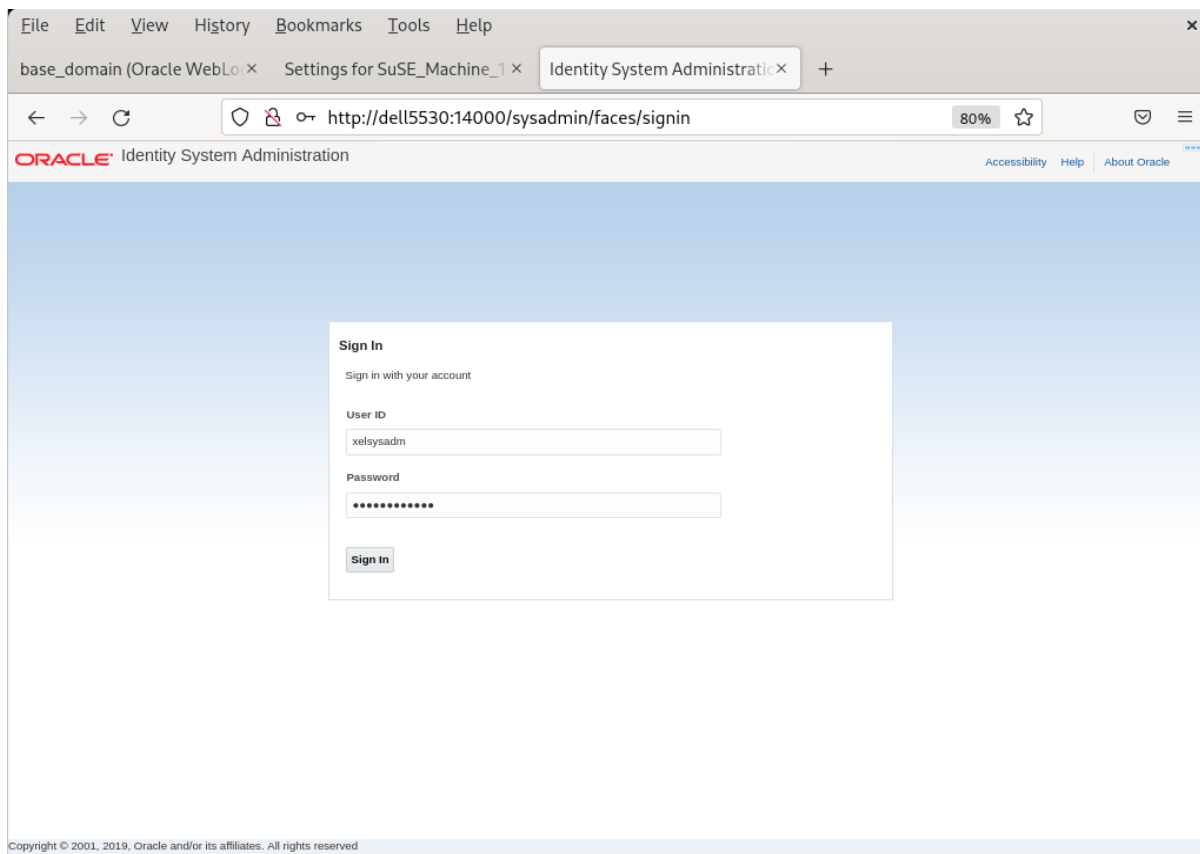 File Edit View History Bookmarks Tools Help
base_domain (Oracle WebLo Settings for SuSE_Machine_1 Identity System Administratio
http://dell5530:14000/sysadmin/faces/signin 80%
ORACLE Identity System Administration
Accessibility Help About Oracle
Sign In
Sign in with your account
User ID
xelsysadm
Password
••••••••••••
Sign In
Copyright © 2001, 2019, Oracle and/or its affiliates. All rights reserved